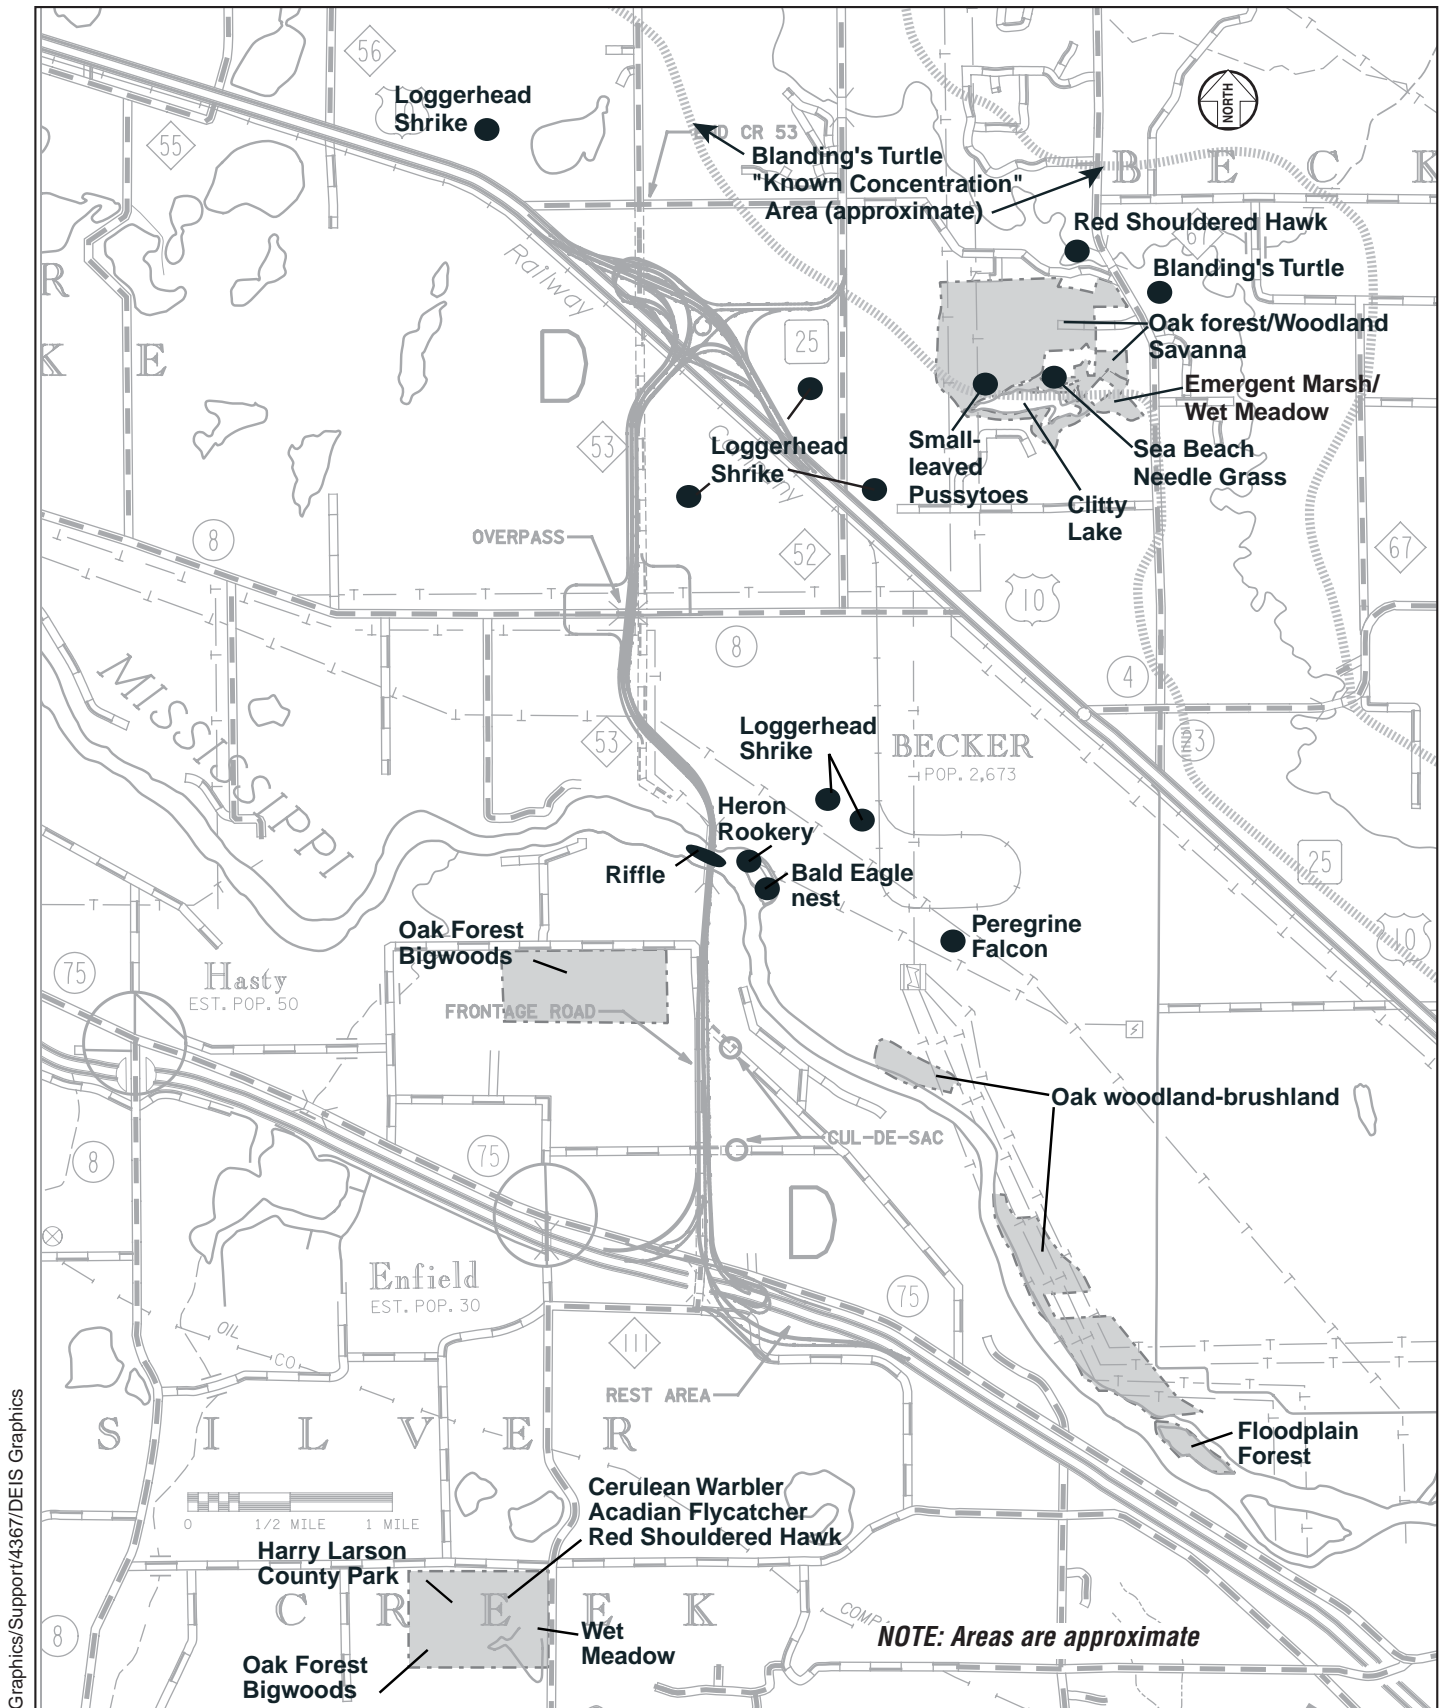 56
Loggerhead
Shrike
NORTH
55
END CR 53
Blanding's Turtle
"Known Concentration"
Area (approximate)
B E C K
Red Shouldered Hawk
67
Blanding's Turtle
Railway
R
K E
D
25
Oak forest/Woodland
Savanna
Emergent Marsh/
Wet Meadow
53
Loggerhead
Shrike
Company
Small-
leaved
Pussytoes
Sea Beach
Needle Grass
Clitty
Lake
8
OVERPASS
52
67
10
8
4
MISSISSIPPI
53
Loggerhead
Shrike
BECKER
POP. 2,673
23
Heron
Rookery
Riffle
Bald Eagle
nest
25
Oak Forest
Bigwoods
Peregrine
Falcon
10
75
Hasty
EST. POP. 50
FRONTAGE ROAD
Oak woodland-brushland
CUL-DE-SAC
8
75
D
Enfield
EST. POP. 30
75
OIL
CO
111
REST AREA
S I L V E R
Floodplain
Forest
Cerulean Warbler
Acadian Flycatcher
Red Shouldered Hawk
0 1/2 MILE 1 MILE
Harry Larson
County Park
C R E E K
COMP
8
Wet
Meadow
NOTE: Areas are approximate
Oak Forest
Bigwoods
Graphics/Support/4367/DEIS Graphics